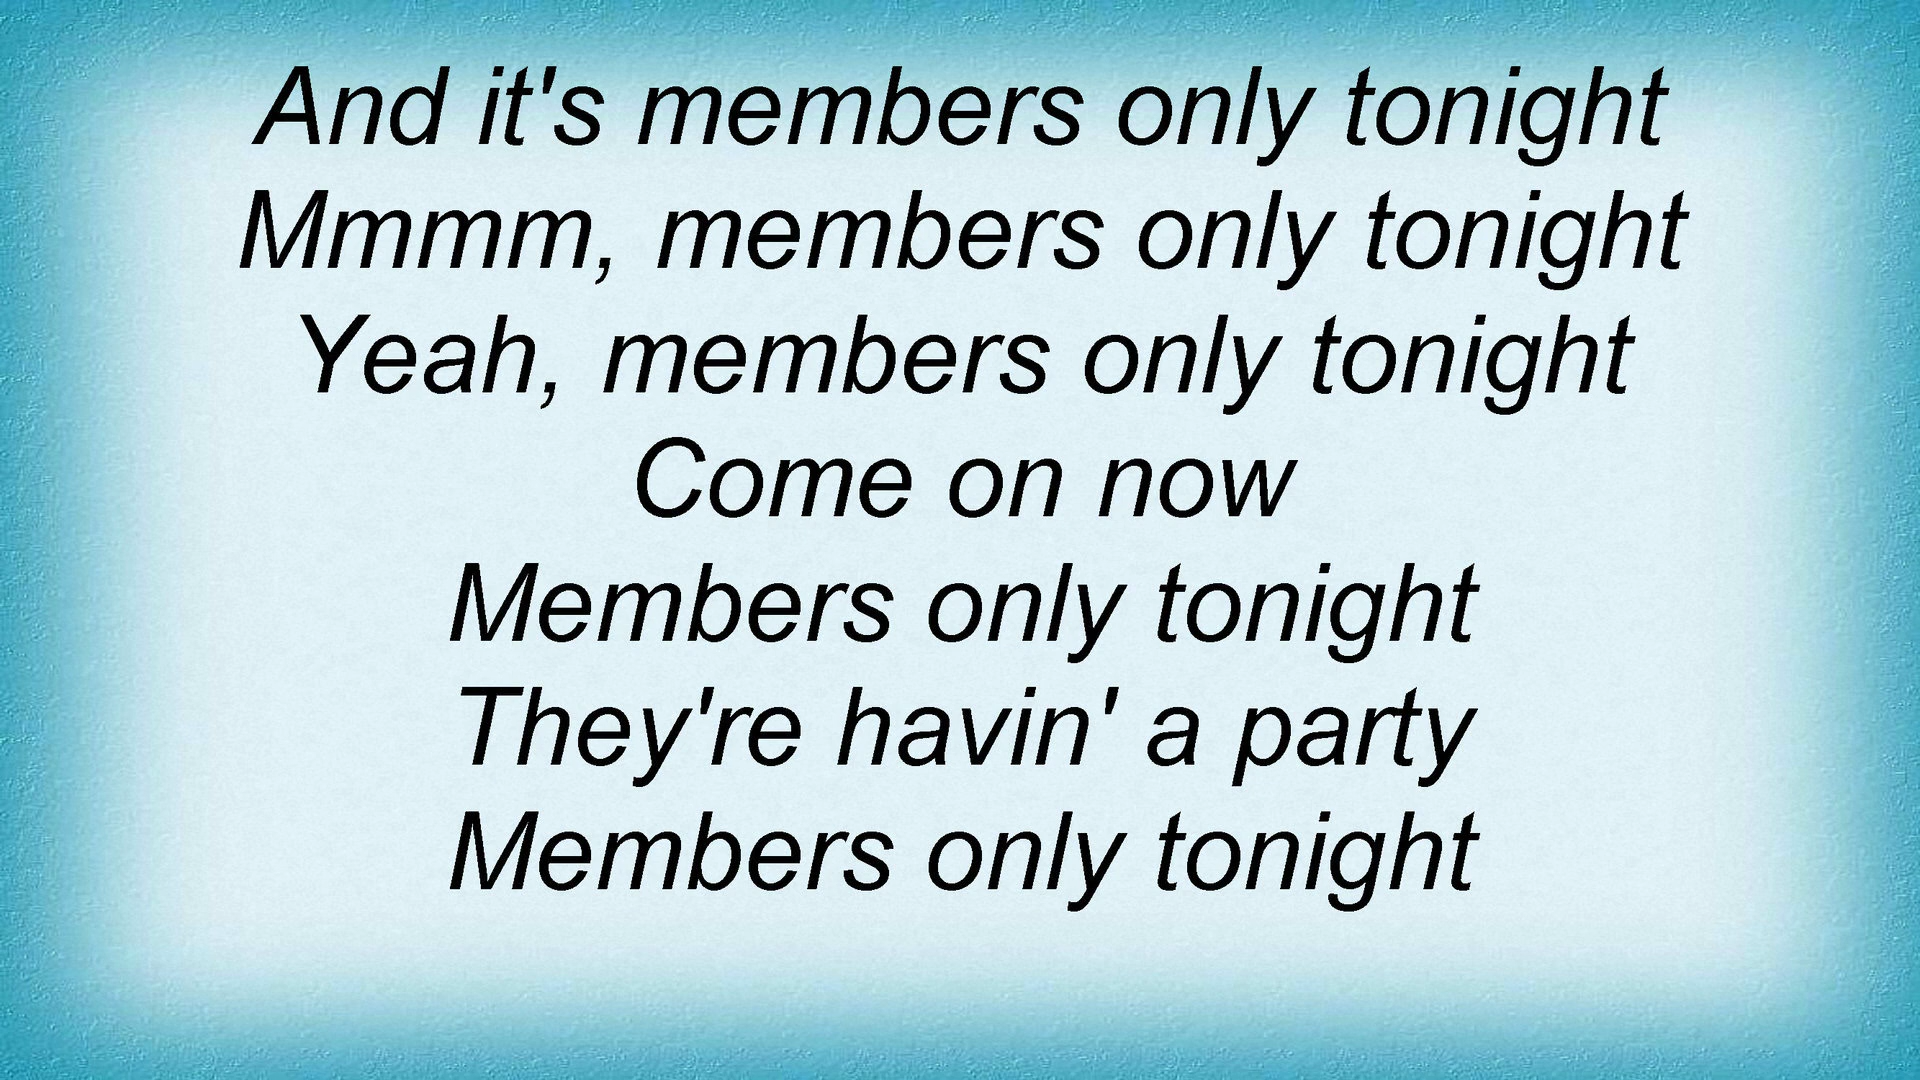 And it's members only tonight
Mmmm, members only tonight
Yeah, members only tonight
Come on now
Members only tonight
They're havin' a party
Members only tonight